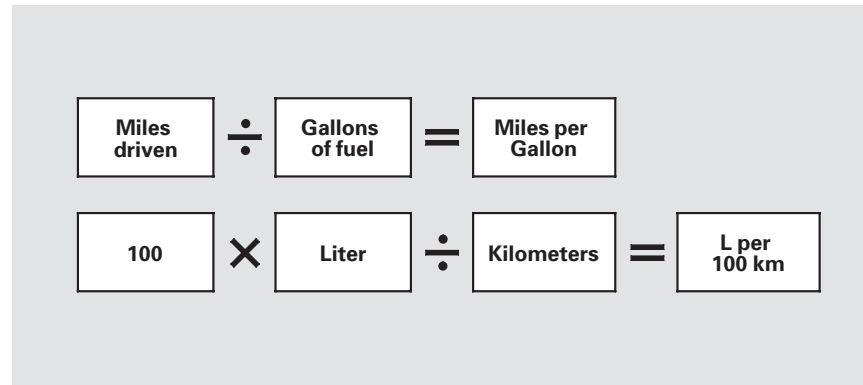 Miles driven ÷ Gallons of fuel = Miles per Gallon
100 × Liter ÷ Kilometers = L per 100 km